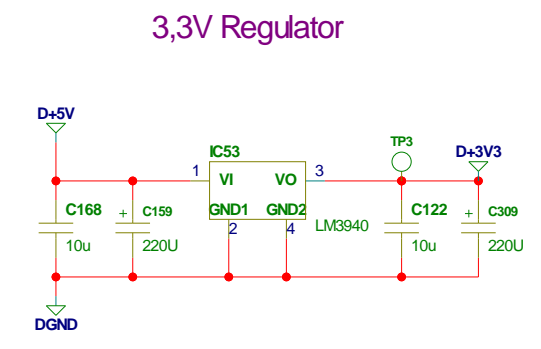 3,3V Regulator
D+5V
IC53
TP3
D+3V3
1
VI
VO
3
C168
+
C159
GND1
GND2
C122
+
C309
10u
220U
2
4
LM3940
10u
220U
DGND